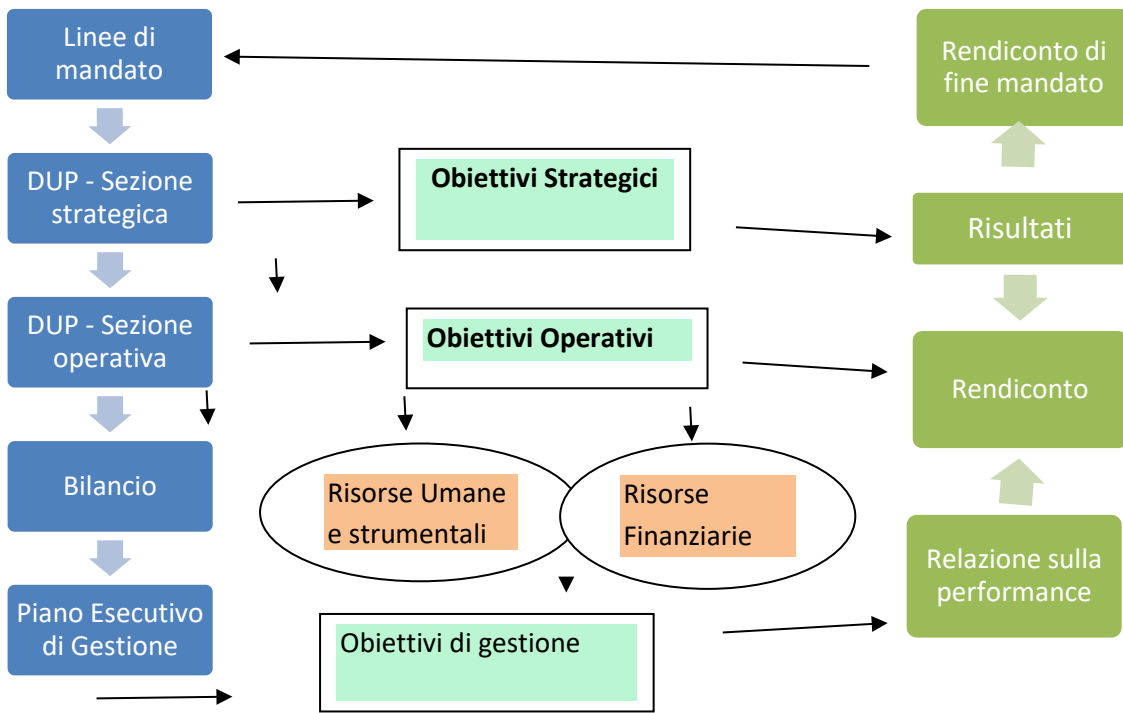 Linee di
mandato
DUP - Sezione
strategica
DUP - Sezione
operativa
Bilancio
Piano Esecutivo
di Gestione
Obiettivi Strategici
Obiettivi Operativi
Risorse Umane
e strumentali
Risorse
Finanziarie
Obiettivi di gestione
Rendiconto di
fine mandato
Risultati
Rendiconto
Relazione sulla
performance